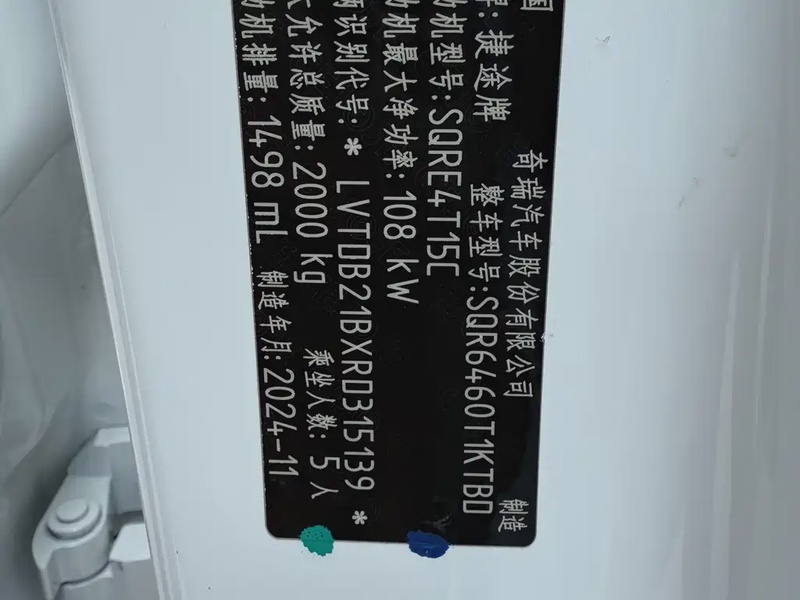 国 奇瑞汽车股份有限公司 制造
牌: 捷途牌 整车型号:SQR6460T1KTBD
动机型号:SQRE4T15C
动机最大净功率: 108 kW
辆识别代号: * LVTDB21BXRD315139 *
大允许总质量: 2000 kg 乘坐人数: 5 人
动机排量: 1498 mL 制造年月:2024-11